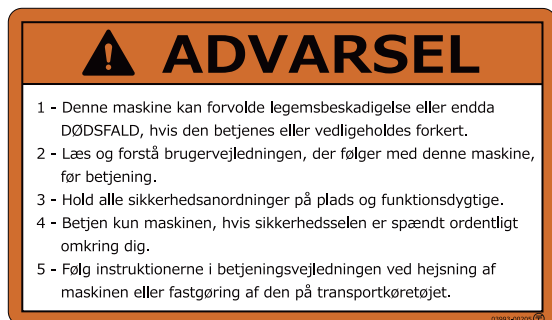 ADVARSEL
1 - Denne maskine kan forvolde legemsbeskadigelse eller endda
DØDSFALD, hvis den betjenes eller vedligeholdes forkert.
2 - Læs og forstå brugervejledningen, der følger med denne maskine,
før betjening.
3 - Hold alle sikkerhedsanordninger på plads og funktionsdygtige.
4 - Betjen kun maskinen, hvis sikkerhedsselen er spændt ordentligt
omkring dig.
5 - Følg instruktionerne i betjeningsvejledningen ved hejsning af
maskinen eller fastgøring af den på transportkøretøjet.